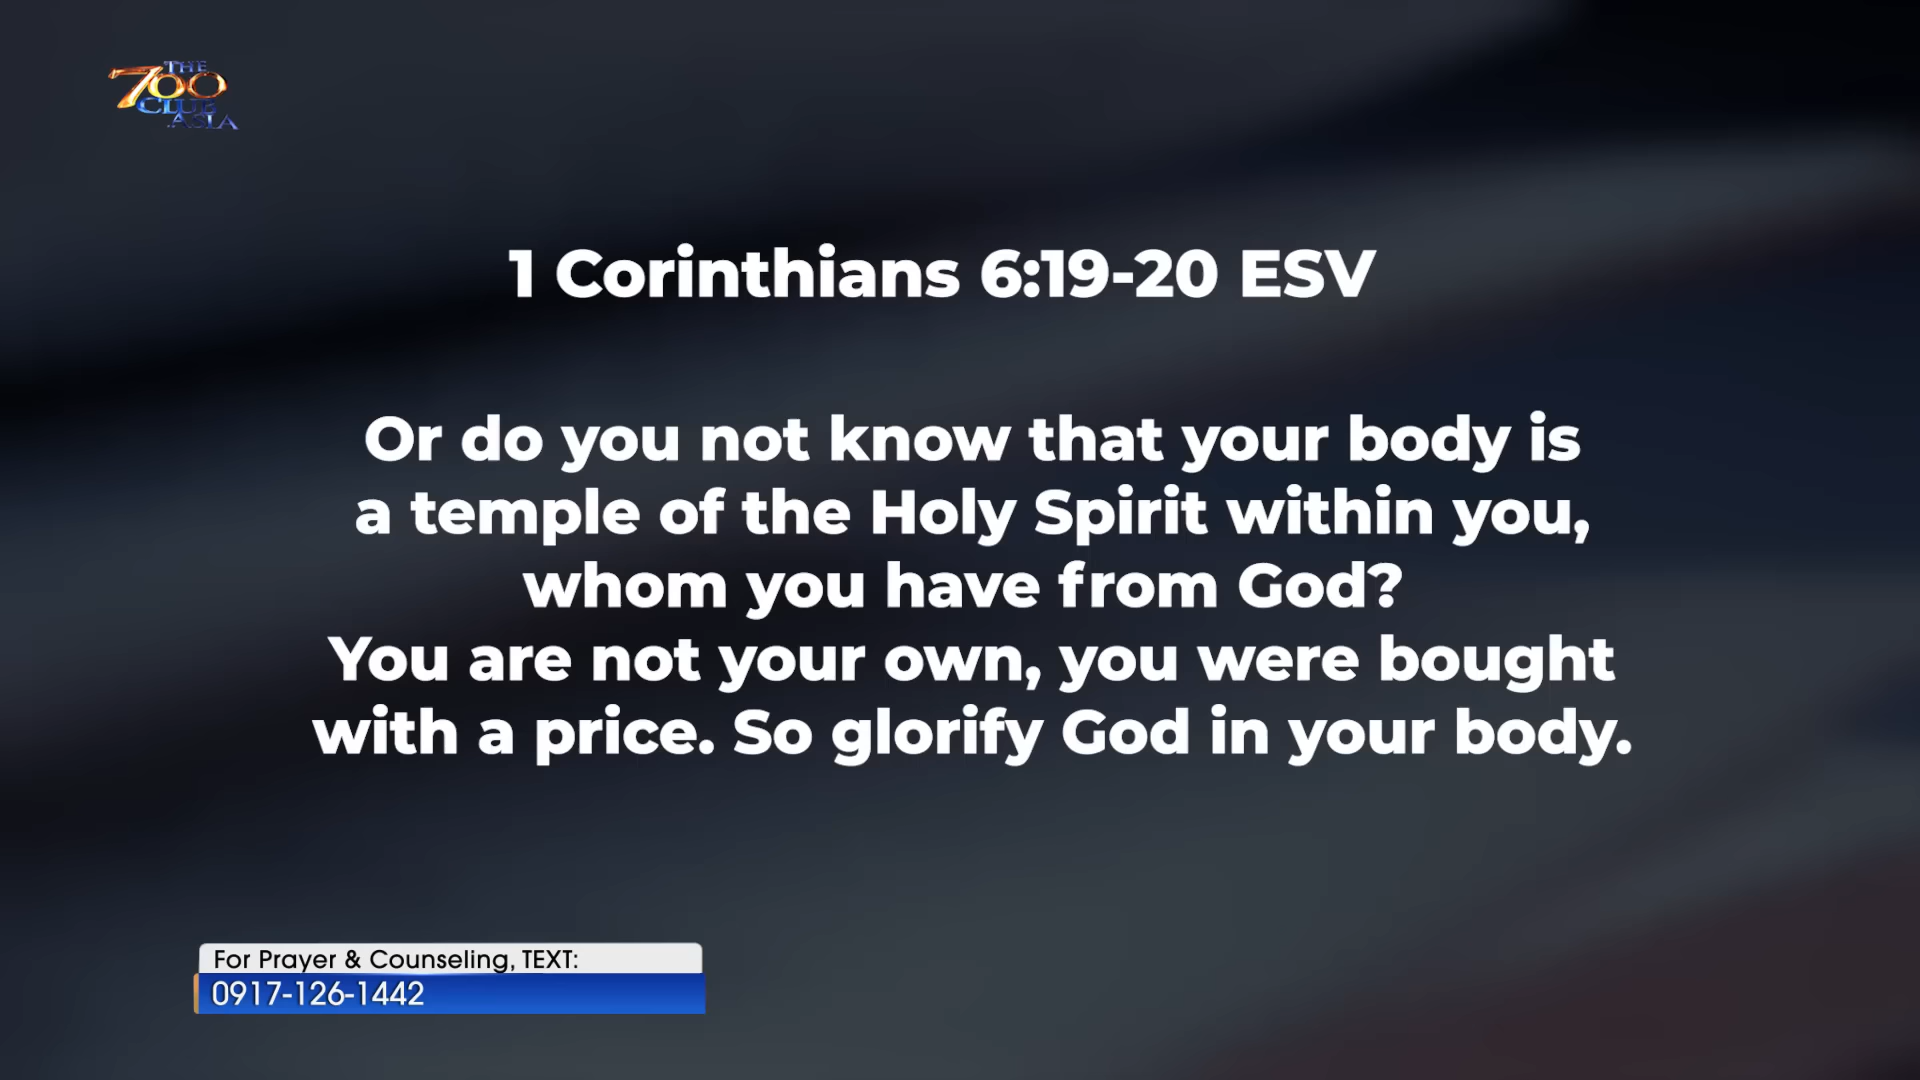 THE
700
CLUB
ASIA
1 Corinthians 6:19-20 ESV
Or do you not know that your body is
a temple of the Holy Spirit within you,
whom you have from God?
You are not your own, you were bought
with a price. So glorify God in your body.
For Prayer & Counseling, TEXT:
0917-126-1442